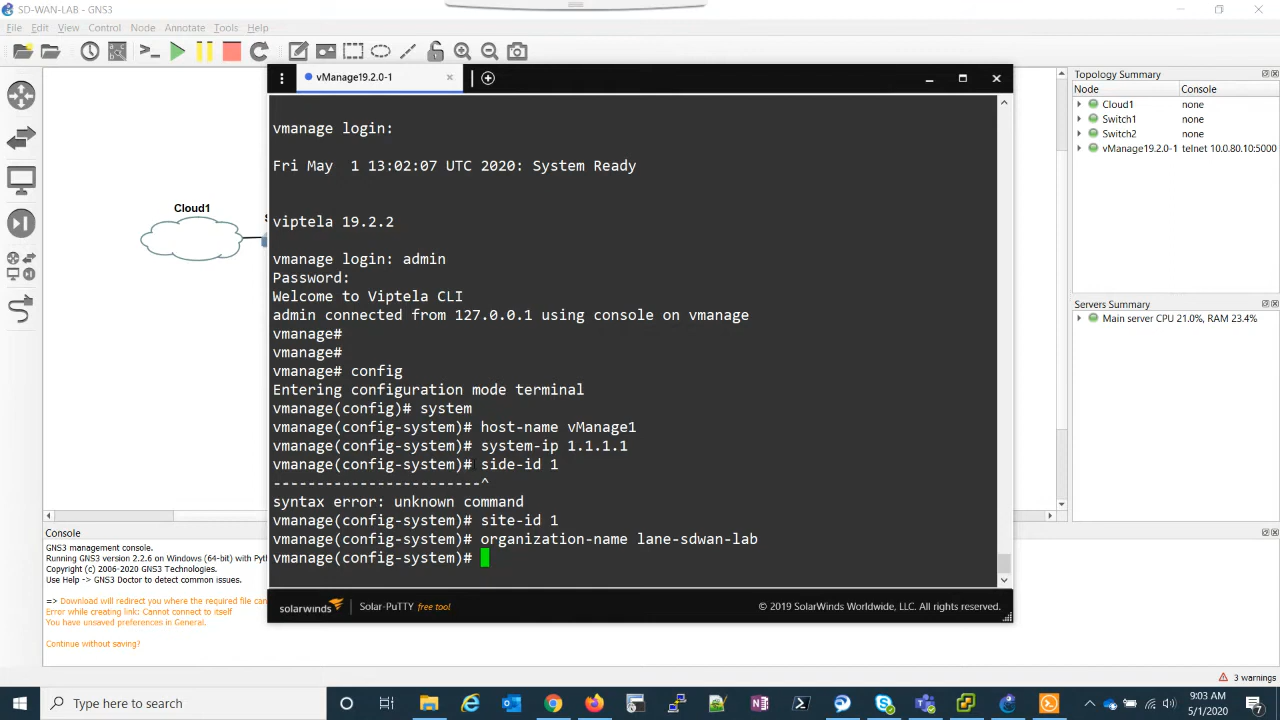 SD-WAN-LAB - GNS3
File Edit View Control Node Annotate Tools Help
vManage19.2.0-1
Topology Summary
Node Console
Cloud1 none
Switch1 none
Switch2 none
vManage19.2.0-1 telnet 10.0.80.10:5000
Cloud1
S
vmanage login:
Fri May  1 13:02:07 UTC 2020: System Ready
viptela 19.2.2
vmanage login: admin
Password:
Welcome to Viptela CLI
admin connected from 127.0.0.1 using console on vmanage
vmanage#
vmanage#
vmanage# config
Entering configuration mode terminal
vmanage(config)# system
vmanage(config-system)# host-name vManage1
vmanage(config-system)# system-ip 1.1.1.1
vmanage(config-system)# side-id 1
-----------------------^
syntax error: unknown command
vmanage(config-system)# site-id 1
vmanage(config-system)# organization-name lane-sdwan-lab
vmanage(config-system)#
Servers Summary
Main server CPU 21.0%, RAM 23.4%
solarwinds Solar-PuTTY free tool © 2019 SolarWinds Worldwide, LLC. All rights reserved.
Console
GNS3 management console.
Running GNS3 version 2.2.6 on Windows (64-bit) with Pyth
Copyright (c) 2006-2020 GNS3 Technologies.
Use Help -> GNS3 Doctor to detect common issues.
=> Download will redirect you where the required file can
Error while creating link: Cannot connect to itself
You have unsaved preferences in General.
Continue without saving?
3 warnings
Type here to search
9:03 AM
5/1/2020
7